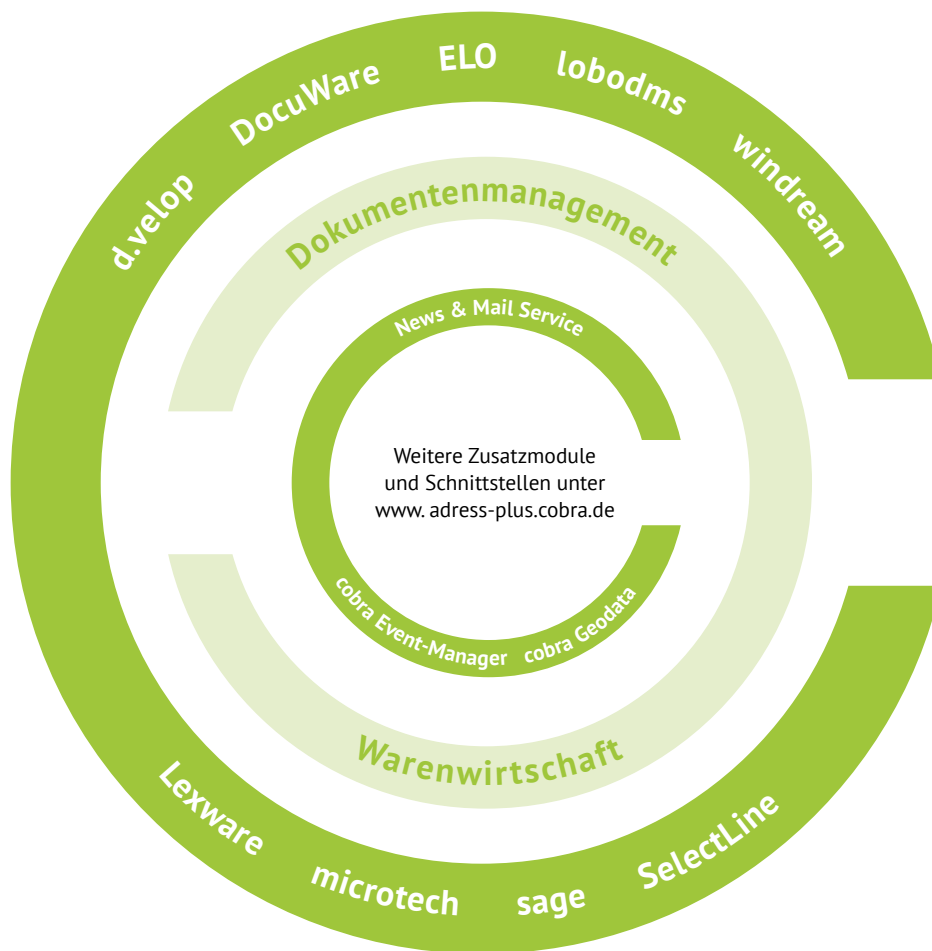 d.velop
DocuWare
ELO
lobodms
windream
Dokumentenmanagement
News & Mail Service
Weitere Zusatzmodule
und Schnittstellen unter
www. adress-plus.cobra.de
cobra Event-Manager
cobra Geodata
Warenwirtschaft
Lexware
microtech
sage
SelectLine